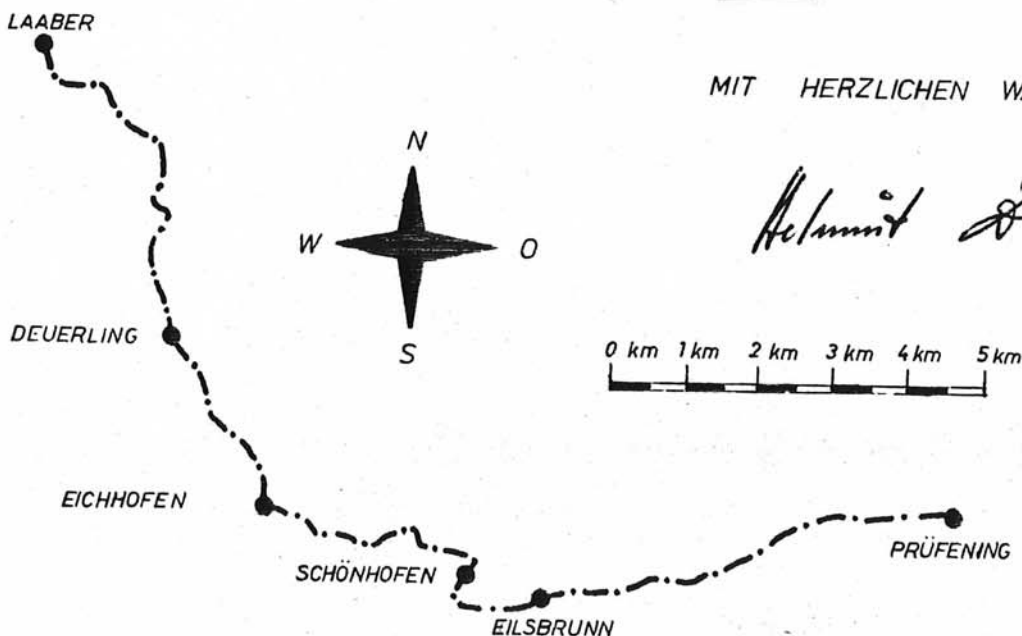 LAABER
MIT HERZLICHEN
N
W
O
S
Helmut
0 km 1 km 2 km 3 km 4 km 5 km
DEUERLING
EICHHOFEN
SCHÖNHOFEN
PRÜFENING
EILSBRUNN